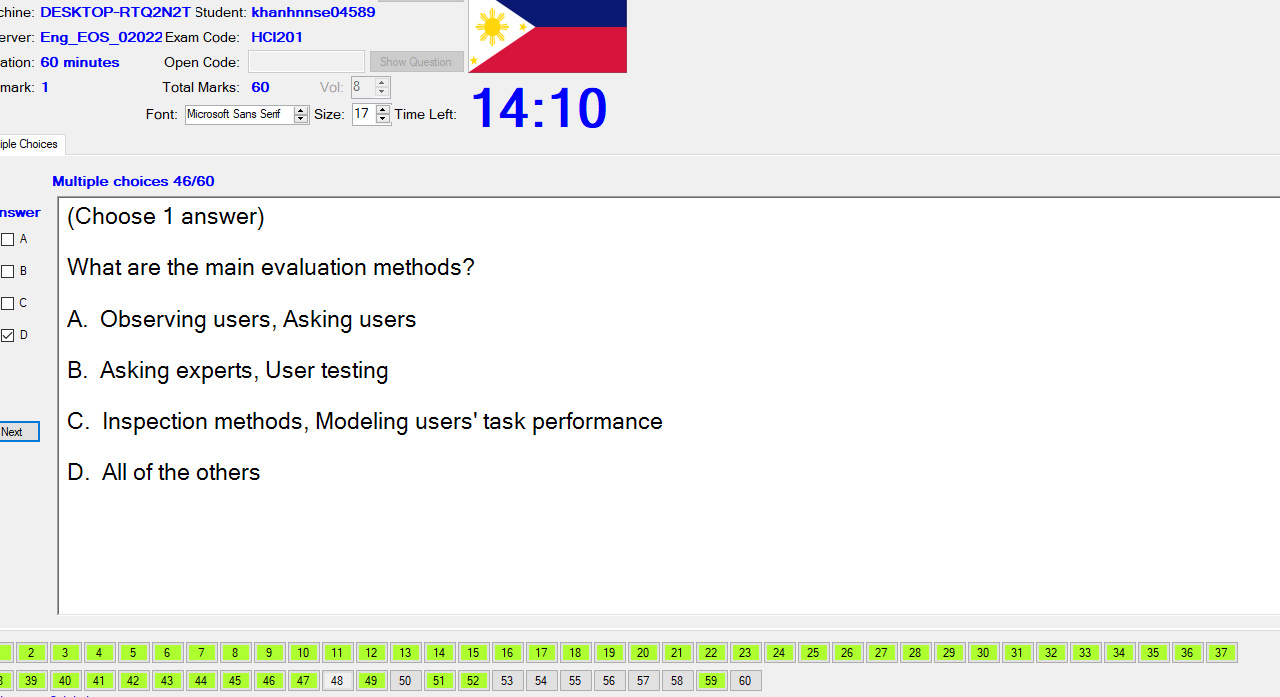 chine: DESKTOP-RTQ2N2T Student: khanhnnse04589
erver: Eng_EOS_02022 Exam Code: HCI201
ation: 60 minutes Open Code: Show Question
mark: 1 Total Marks: 60 Vol: 8
Font: Microsoft Sans Serif Size: 17 Time Left: 14:10
iple Choices
Multiple choices 46/60
nswer
A
B
C
D
Next
(Choose 1 answer)
What are the main evaluation methods?
A. Observing users, Asking users
B. Asking experts, User testing
C. Inspection methods, Modeling users' task performance
D. All of the others
2 3 4 5 6 7 8 9 10 11 12 13 14 15 16 17 18 19 20 21 22 23 24 25 26 27 28 29 30 31 32 33 34 35 36 37
39 40 41 42 43 44 45 46 47 48 49 50 51 52 53 54 55 56 57 58 59 60